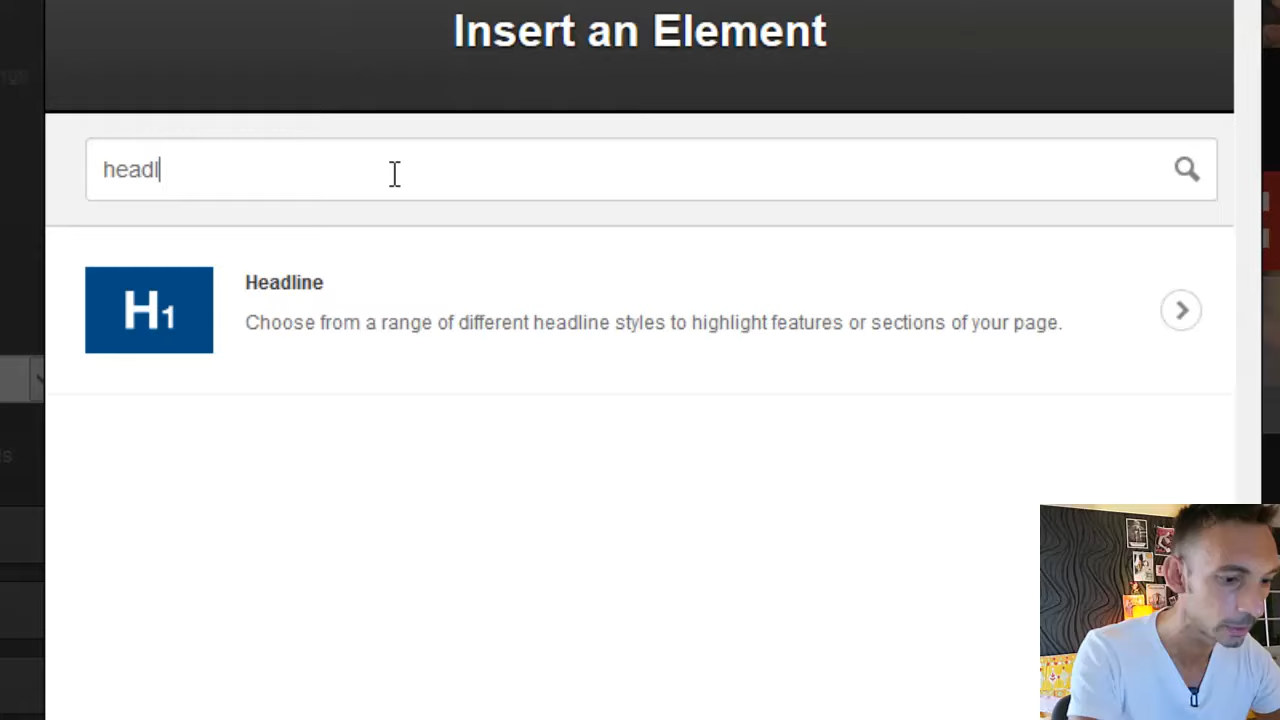 Insert an Element
headl
H1
Headline
Choose from a range of different headline styles to highlight features or sections of your page.